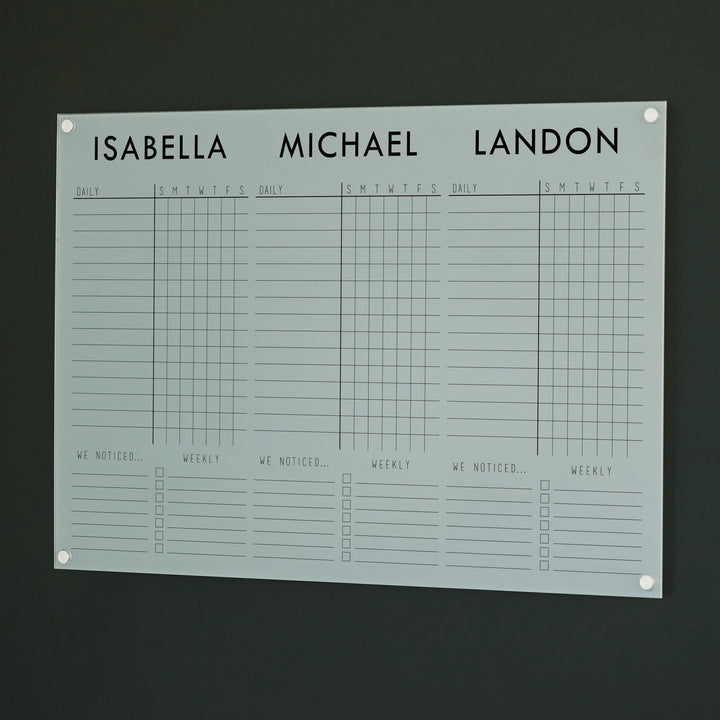 ISABELLA MICHAEL LANDON
DAILY S M T W T F S DAILY S M T W T F S DAILY S M T W T F S
WE NOTICED... WEEKLY WE NOTICED... WEEKLY WE NOTICED... WEEKLY